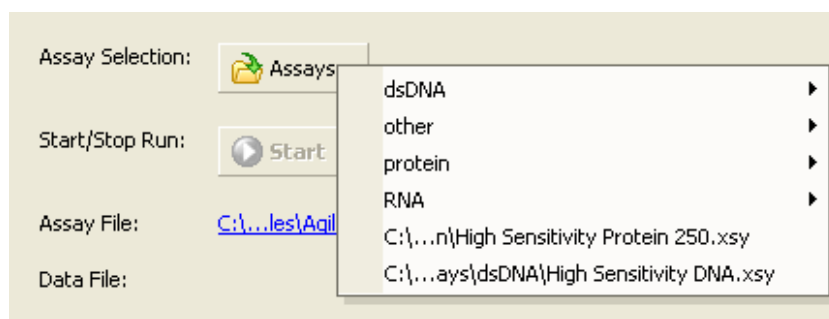 Assay Selection:
Assays
dsDNA
other
Start/Stop Run:
Start
protein
RNA
Assay File:
C:\...les\Agil
C:\...n\High Sensitivity Protein 250.xsy
Data File:
C:\...ays\dsDNA\High Sensitivity DNA.xsy